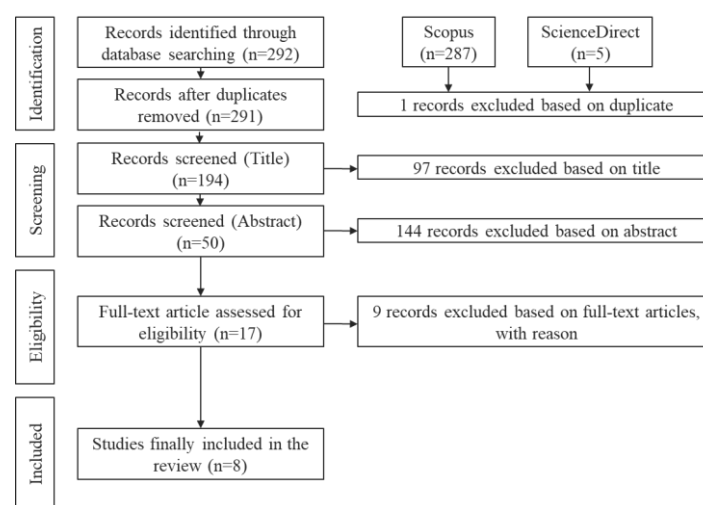 Identification
Records identified through
database searching (n=292)
Scopus
(n=287)
ScienceDirect
(n=5)
Records after duplicates
removed (n=291)
1 records excluded based on duplicate
Screening
Records screened (Title)
(n=194)
97 records excluded based on title
Records screened (Abstract)
(n=50)
144 records excluded based on abstract
Eligibility
Full-text article assessed for
eligibility (n=17)
9 records excluded based on full-text articles,
with reason
Included
Studies finally included in the
review (n=8)